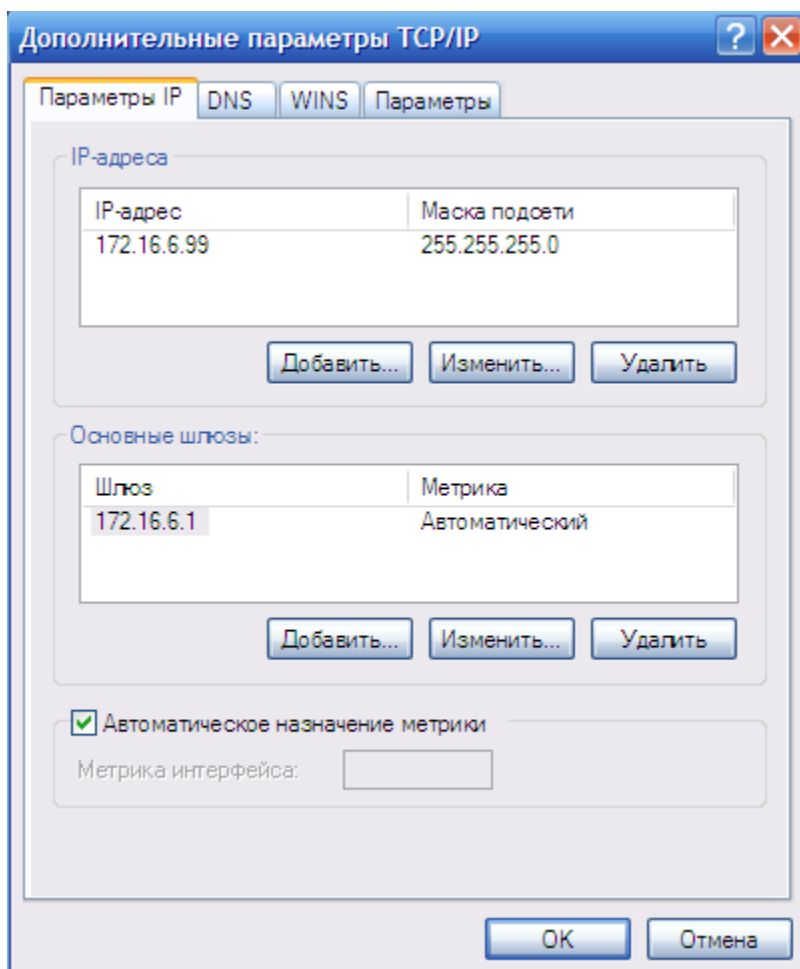 Дополнительные параметры TCP/IP
Параметры IP DNS WINS Параметры
IP-адреса
IP-адрес Маска подсети
172.16.6.99 255.255.255.0
Добавить... Изменить... Удалить
Основные шлюзы:
Шлюз Метрика
172.16.6.1 Автоматический
Добавить... Изменить... Удалить
Автоматическое назначение метрики
Метрика интерфейса:
OK Отмена